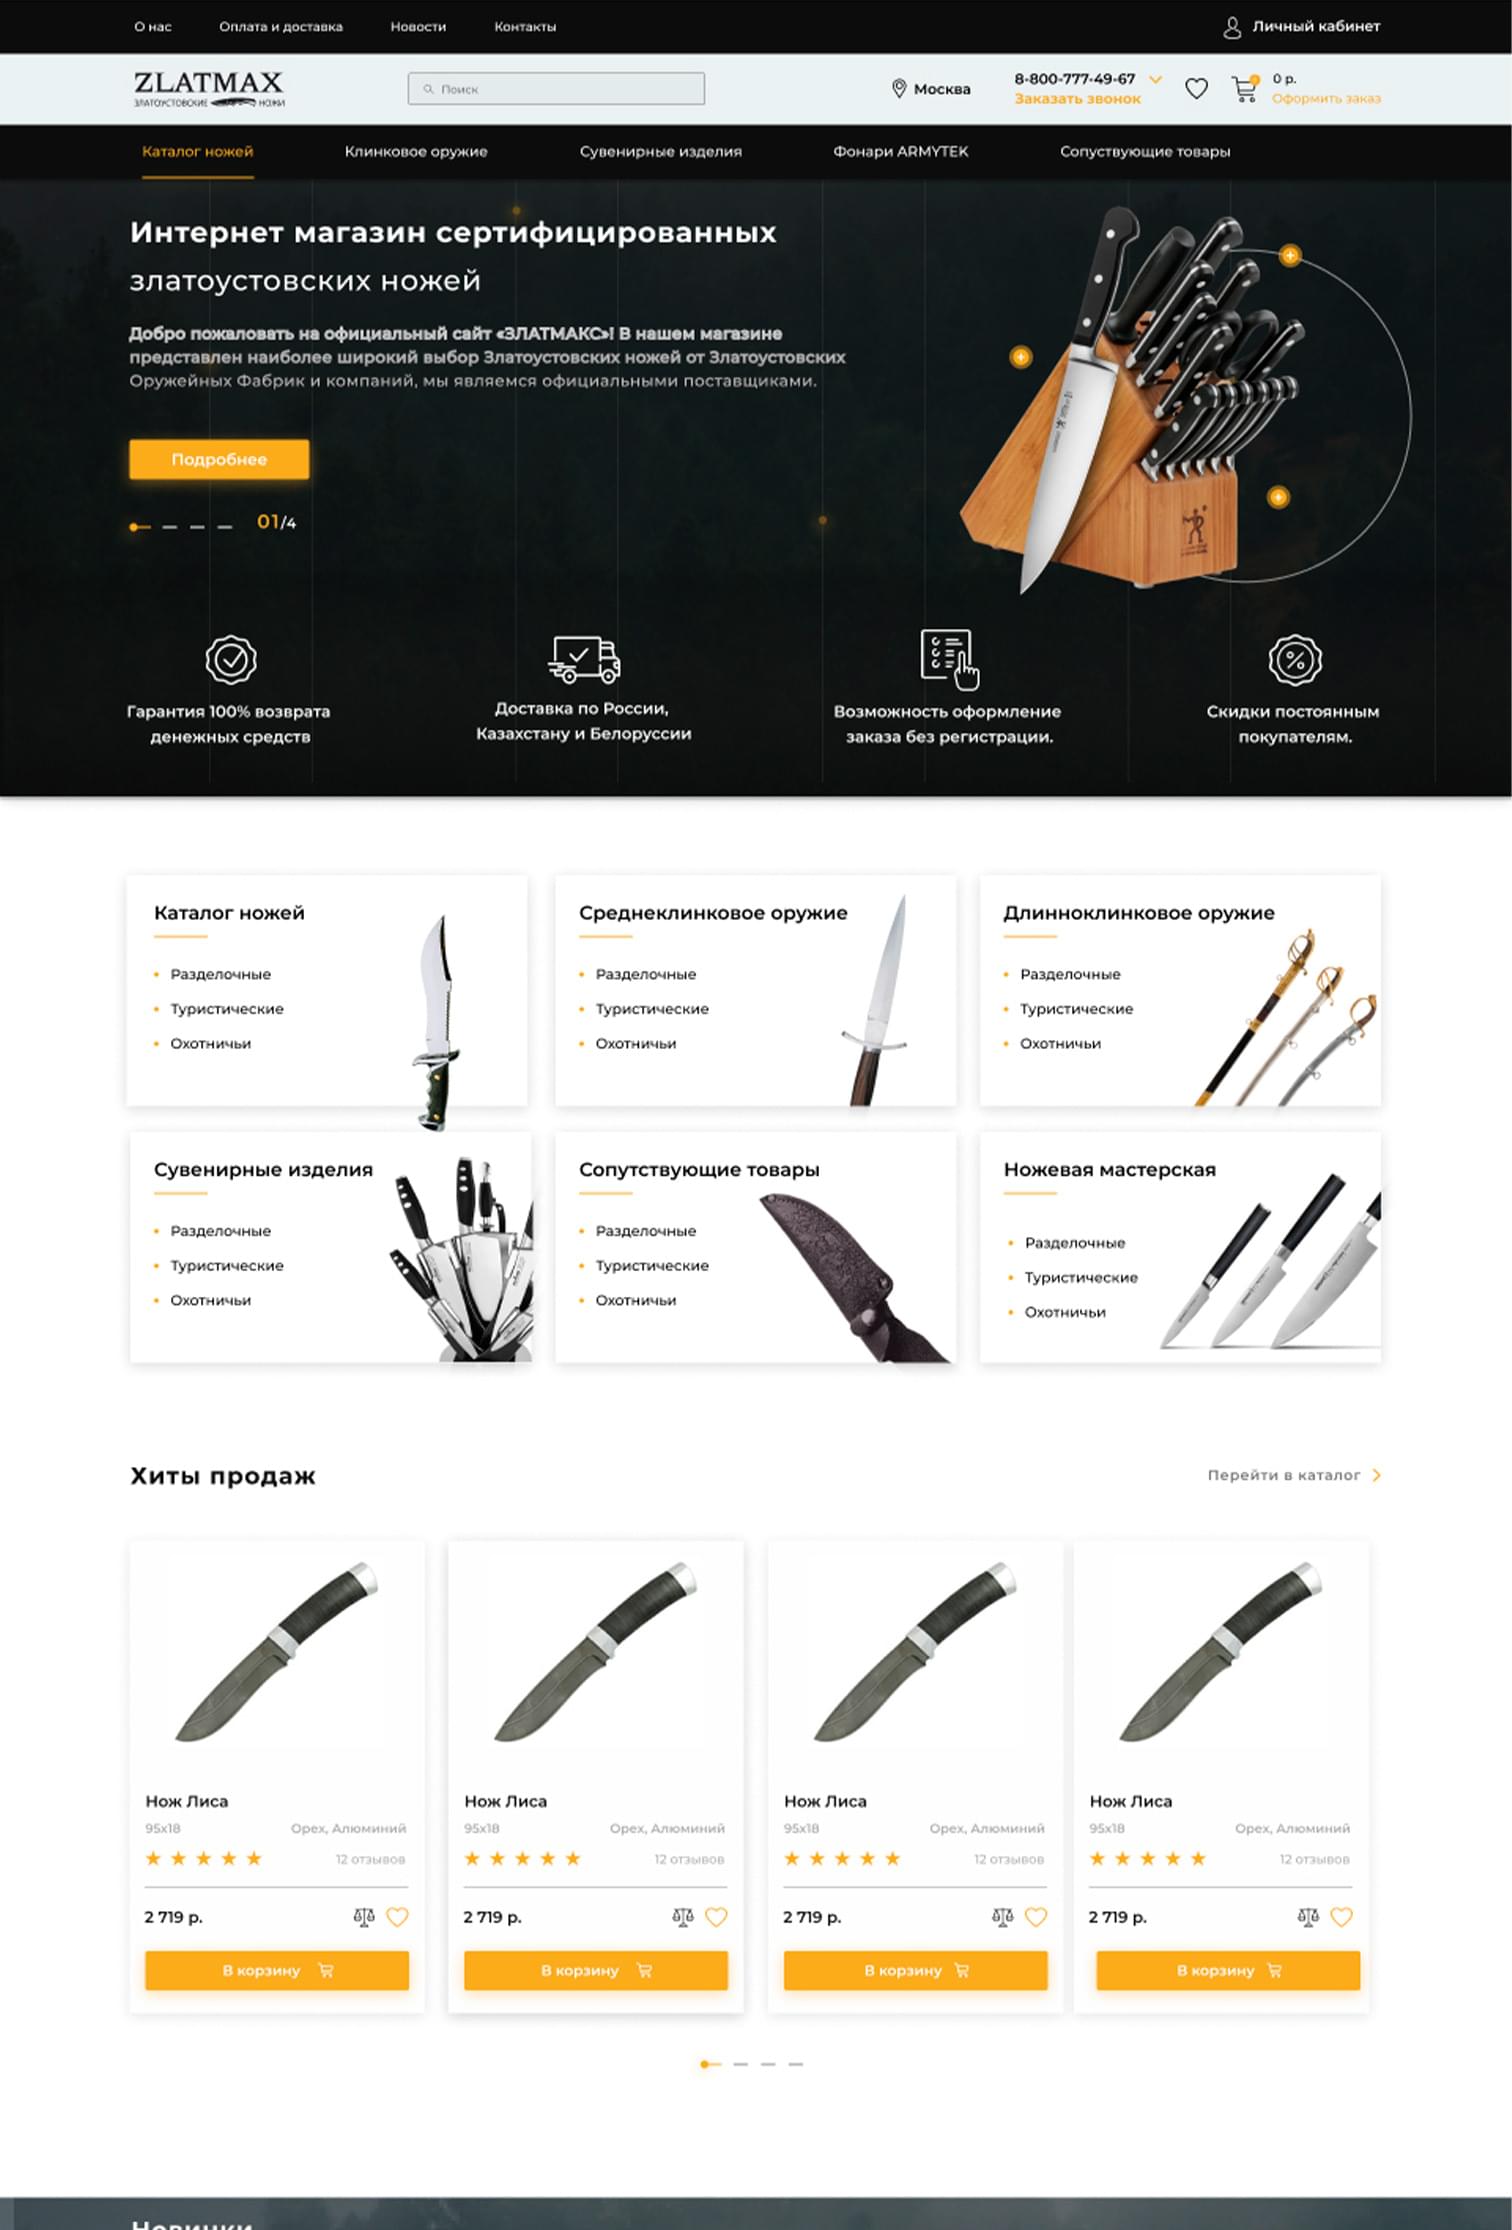 О нас Оплата и доставка Новости Контакты Личный кабинет
ZLATMAX
ЗЛАТОУСТОВСКИЕ НОЖИ
Поиск
Москва
8-800-777-49-67
Заказать звонок
0 р.
Оформить заказ
Каталог ножей Клинковое оружие Сувенирные изделия Фонари ARMYTEK Сопуствующие товары
Интернет магазин сертифицированных
златоустовских ножей
Добро пожаловать на официальный сайт «ЗЛАТМАКС»! В нашем магазине
представлен наиболее широкий выбор Златоустовских ножей от Златоустовских
Оружейных Фабрик и компаний, мы являемся официальными поставщиками.
Подробнее
01/4
Гарантия 100% возврата
денежных средств
Доставка по России,
Казахстану и Белоруссии
Возможность оформление
заказа без регистрации.
Скидки постоянным
покупателям.
Каталог ножей
Разделочные
Туристические
Охотничьи
Среднеклинковое оружие
Разделочные
Туристические
Охотничьи
Длинноклинковое оружие
Разделочные
Туристические
Охотничьи
Сувенирные изделия
Разделочные
Туристические
Охотничьи
Сопутствующие товары
Разделочные
Туристические
Охотничьи
Ножевая мастерская
Разделочные
Туристические
Охотничьи
Хиты продаж
Перейти в каталог
Нож Лиса
95x18 Орех, Алюминий
12 отзывов
2 719 р.
В корзину
Нож Лиса
95x18 Орех, Алюминий
12 отзывов
2 719 р.
В корзину
Нож Лиса
95x18 Орех, Алюминий
12 отзывов
2 719 р.
В корзину
Нож Лиса
95x18 Орех, Алюминий
12 отзывов
2 719 р.
В корзину
Новинки